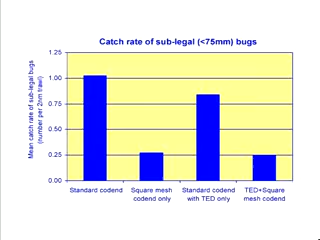 Catch rate of sub-legal (<75mm) bugs
Mean catch rate of sub-legal bugs
(number per 2nm trawl)
1.25
1.00
0.75
0.50
0.25
0.00
Standard codend
Square mesh
codend only
Standard codend
with TED only
TED+Square
mesh codend